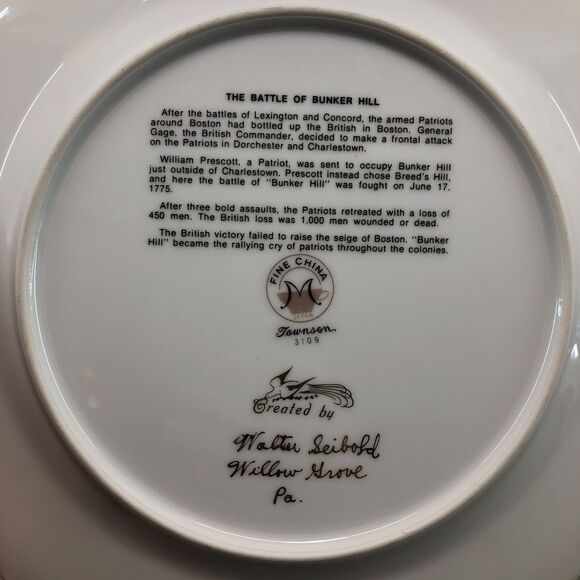 THE BATTLE OF BUNKER HILL
After the battles of Lexington and Concord, the armed Patriots
around Boston had bottled up the British in Boston. General
Gage, the British Commander, decided to make a frontal attack
on the Patriots in Dorchester and Charlestown.
William Prescott, a Patriot, was sent to occupy Bunker Hill
just outside of Charlestown. Prescott instead chose Breed's Hill,
and here the battle of "Bunker Hill" was fought on June 17.
1775.
After three bold assaults, the Patriots retreated with a loss of
450 men. The British loss was 1,000 men wounded or dead.
The British victory failed to raise the seige of Boston. "Bunker
Hill" became the rallying cry of patriots throughout the colonies.
FINE CHINA
M
JAPAN
Townson
3109
Created by
Walter Seibold
Willow Grove
Pa.